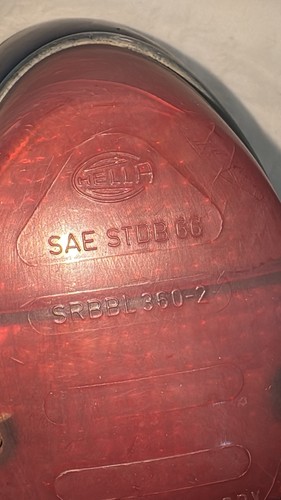 HELLA
SAE STDB 66
SRBBL 360-2